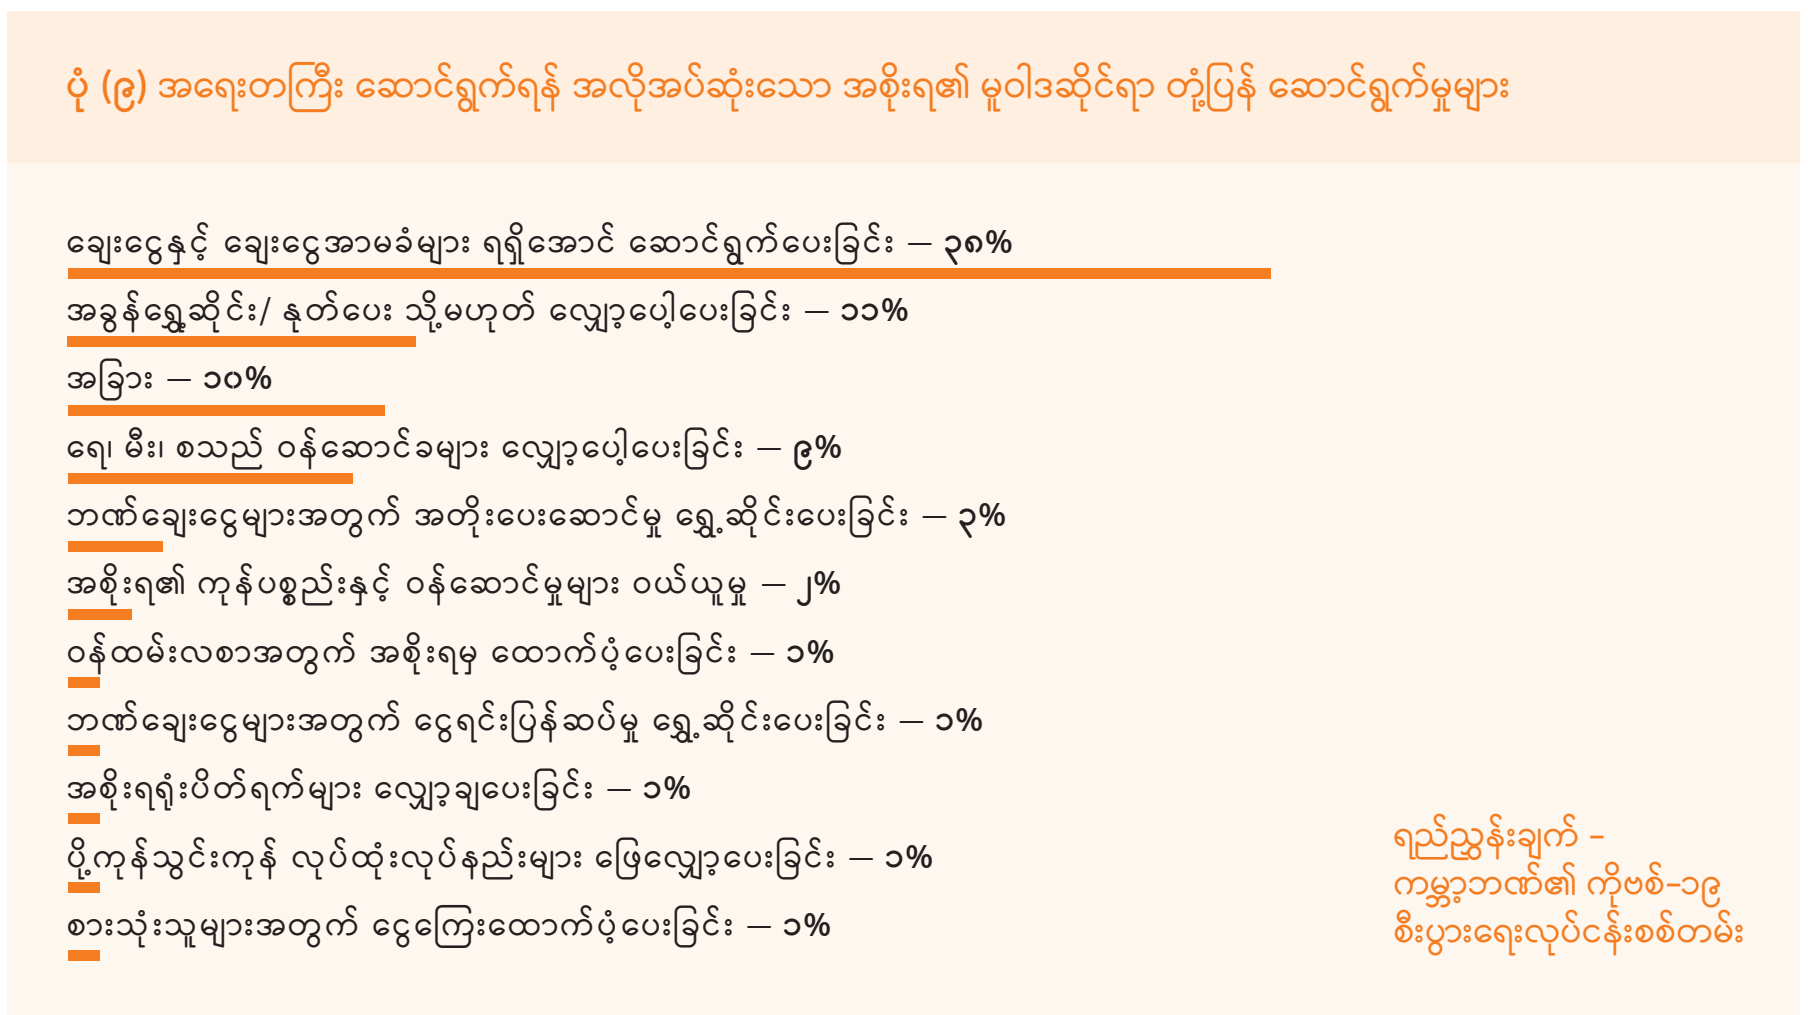 ပုံ (၉) အရေးတကြီး ဆောင်ရွက်ရန် အလိုအပ်ဆုံးသော အစိုးရ၏ မူဝါဒဆိုင်ရာ တုံ့ပြန် ဆောင်ရွက်မှုများ
ချေးငွေနှင့် ချေးငွေအာမခံများ ရရှိအောင် ဆောင်ရွက်ပေးခြင်း — ၃၈%
အခွန်ရွှေ့ဆိုင်း/ နုတ်ပေး သို့မဟုတ် လျှော့ပေါ့ပေးခြင်း — ၁၁%
အခြား — ၁၀%
ရေ၊ မီး၊ စသည် ဝန်ဆောင်ခများ လျှော့ပေါ့ပေးခြင်း — ၉%
ဘဏ်ချေးငွေများအတွက် အတိုးပေးဆောင်မှု ရွှေ့ဆိုင်းပေးခြင်း — ၃%
အစိုးရ၏ ကုန်ပစ္စည်းနှင့် ဝန်ဆောင်မှုများ ဝယ်ယူမှု — ၂%
ဝန်ထမ်းလစာအတွက် အစိုးရမှ ထောက်ပံ့ပေးခြင်း — ၁%
ဘဏ်ချေးငွေများအတွက် ငွေရင်းပြန်ဆပ်မှု ရွှေ့ဆိုင်းပေးခြင်း — ၁%
အစိုးရရုံးပိတ်ရက်များ လျှော့ချပေးခြင်း — ၁%
ပို့ကုန်သွင်းကုန် လုပ်ထုံးလုပ်နည်းများ ဖြေလျှော့ပေးခြင်း — ၁%
စားသုံးသူများအတွက် ငွေကြေးထောက်ပံ့ပေးခြင်း — ၁%
ရည်ညွှန်းချက် –
ကမ္ဘာ့ဘဏ်၏ ကိုဗစ်–၁၉
စီးပွားရေးလုပ်ငန်းစစ်တမ်း